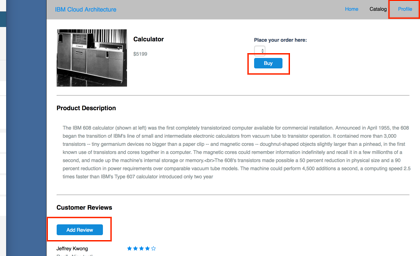 IBM Cloud Architecture
Home Catalog Profile
Calculator
Place your order here:
Buy
Product Description
The IBM 608 calculator (shown at left) was the first completely transistorized computer available for commercial installation. Announced in April 1955, the 608
began the transition of IBM's line of small and intermediate electronic calculators from vacuum tube to transistor operation. It contained more than 3,000
transistors -- tiny germanium devices no bigger than a paper clip -- and magnetic cores -- doughnut-shaped objects slightly larger than a pinhead, in the first
known use of transistors and cores together in a computer. The magnetic cores could remember information indefinitely and recall it in a few millionths of a
second, and made up the machine's internal storage or memory.<br>The 608's transistors made possible a 50 percent reduction in physical size and a 90
percent reduction in power requirements over comparable vacuum tube models. The machine could perform 4,500 additions a second, a computing speed 2.5
times faster than IBM's Type 607 calculator introduced only two year
Customer Reviews
Add Review
Jeffrey Kwong